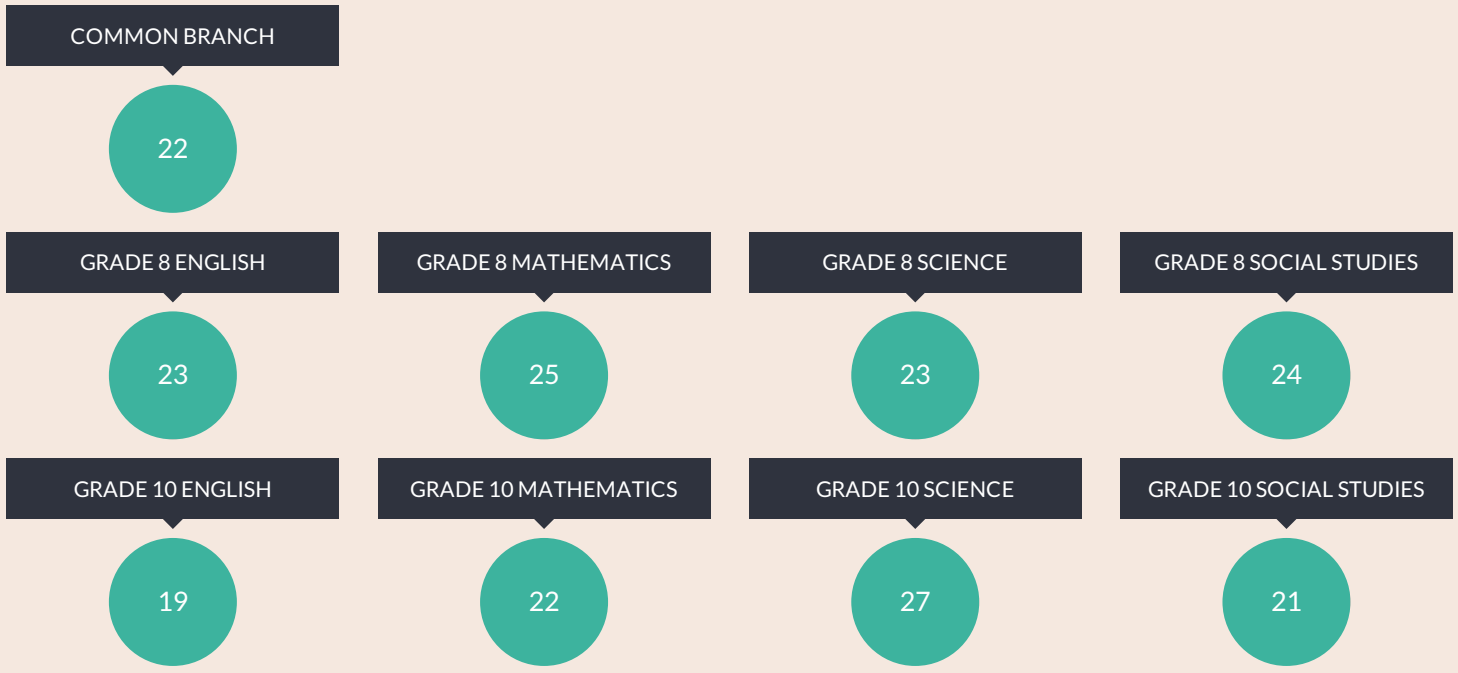 COMMON BRANCH
22
GRADE 8 ENGLISH
GRADE 8 MATHEMATICS
GRADE 8 SCIENCE
GRADE 8 SOCIAL STUDIES
23
25
23
24
GRADE 10 ENGLISH
GRADE 10 MATHEMATICS
GRADE 10 SCIENCE
GRADE 10 SOCIAL STUDIES
19
22
27
21